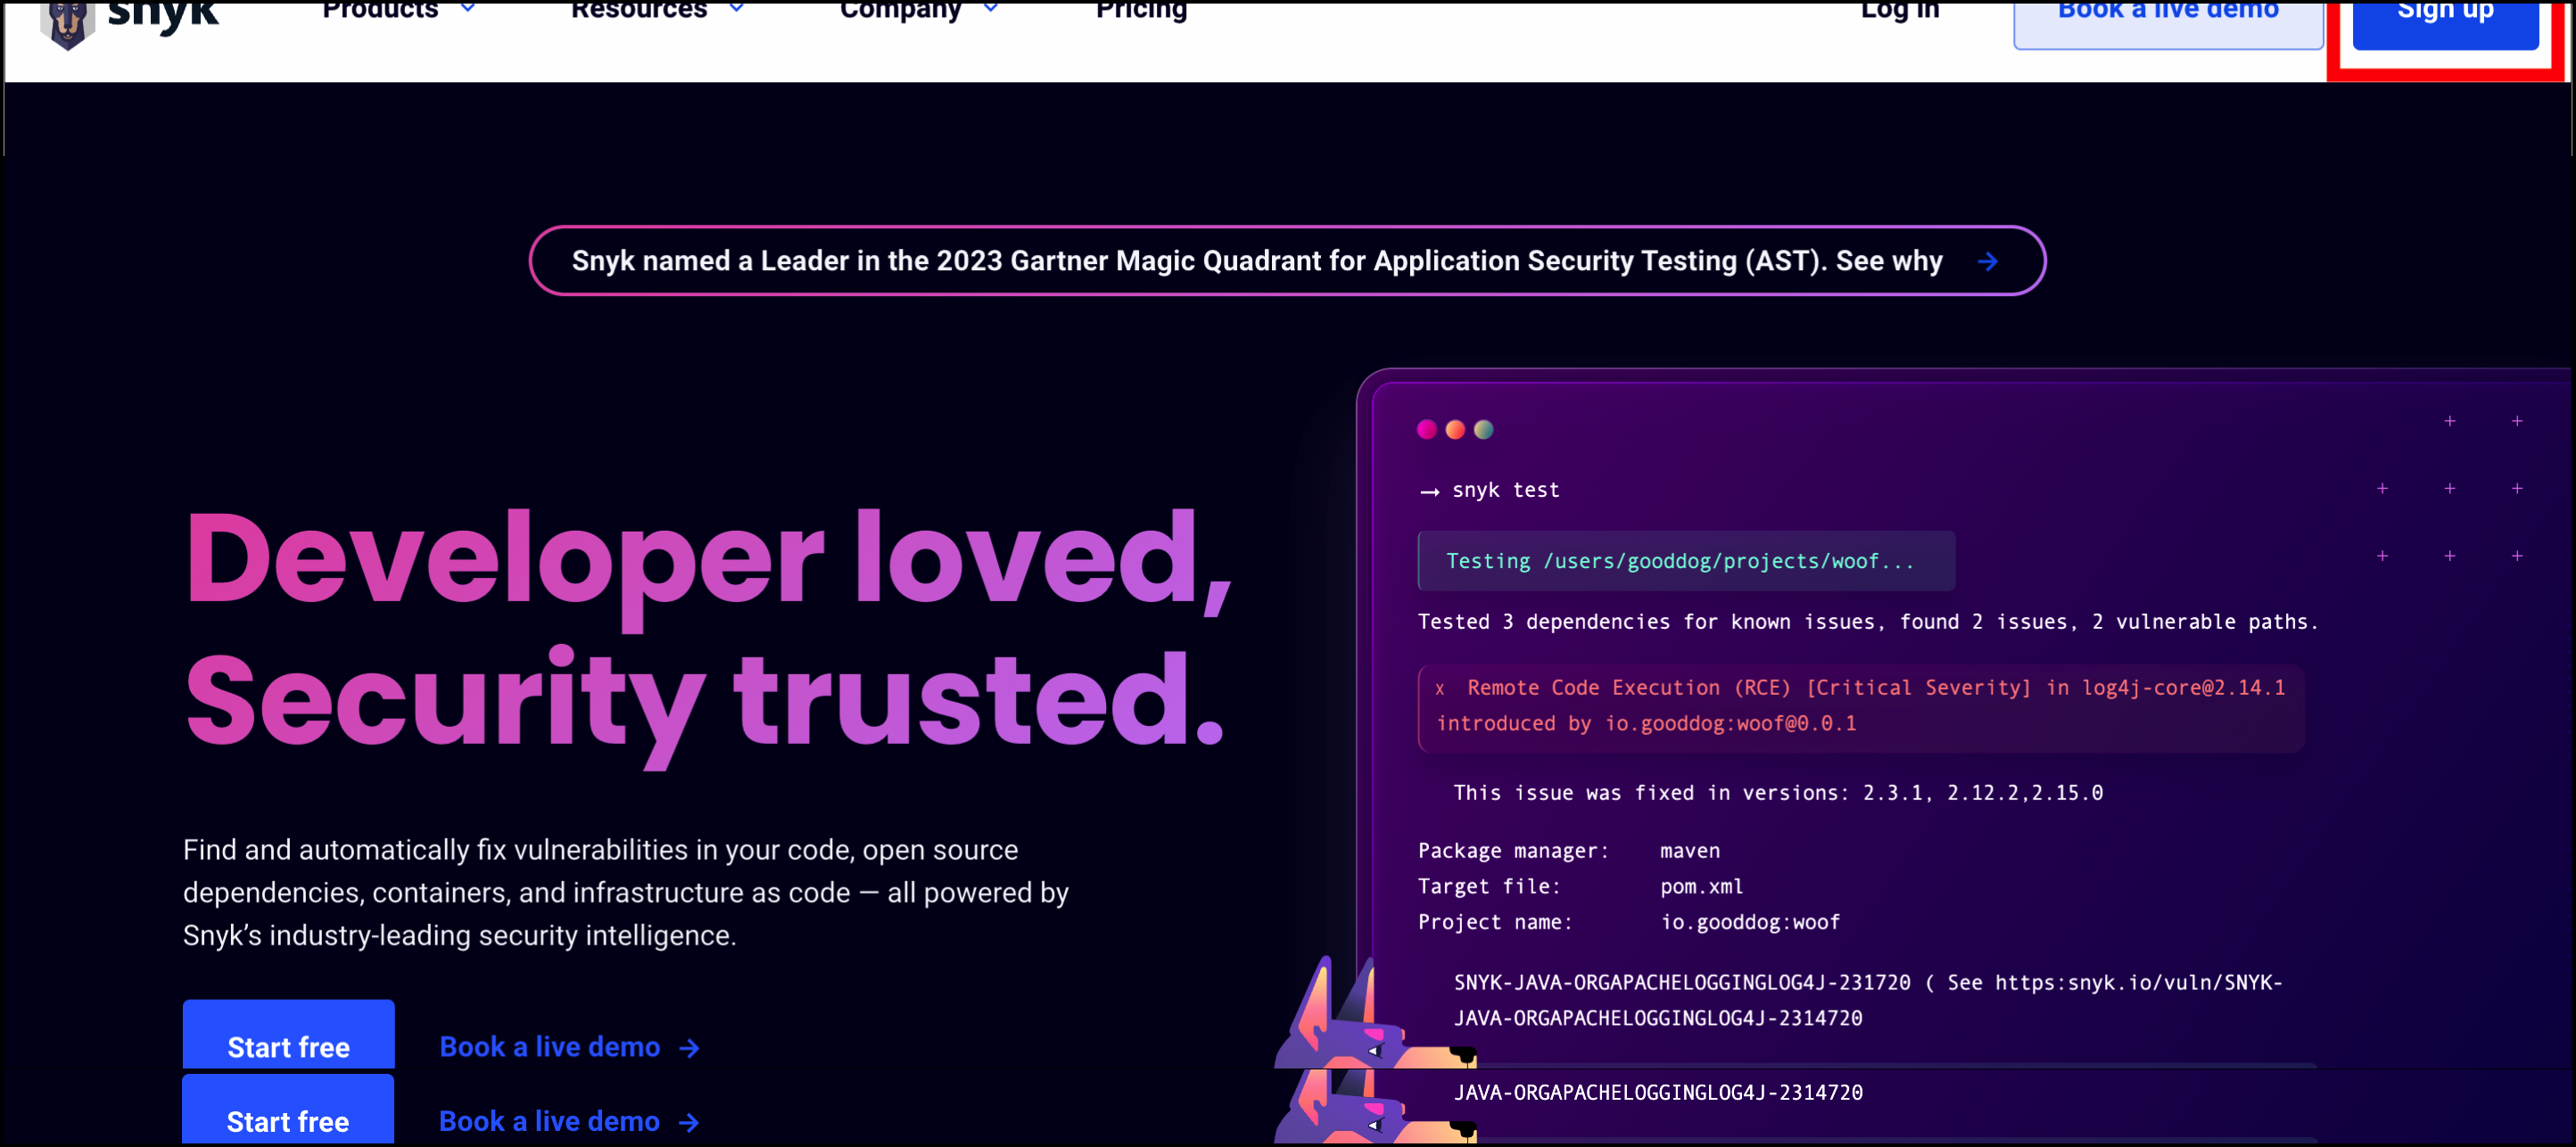 snyk
Products
Resources
Company
Pricing
Log in
Book a live demo
Sign up
Snyk named a Leader in the 2023 Gartner Magic Quadrant for Application Security Testing (AST). See why →
Developer loved,
Security trusted.
Find and automatically fix vulnerabilities in your code, open source
dependencies, containers, and infrastructure as code — all powered by
Snyk’s industry-leading security intelligence.
Start free
Book a live demo →
Start free
Book a live demo →
→ snyk test
Testing /users/gooddog/projects/woof...
Tested 3 dependencies for known issues, found 2 issues, 2 vulnerable paths.
x Remote Code Execution (RCE) [Critical Severity] in log4j-core@2.14.1
introduced by io.gooddog:woof@0.0.1
This issue was fixed in versions: 2.3.1, 2.12.2,2.15.0
Package manager: maven
Target file: pom.xml
Project name: io.gooddog:woof
SNYK-JAVA-ORGAPACHELOGGINGLOG4J-231720 ( See https:snyk.io/vuln/SNYK-
JAVA-ORGAPACHELOGGINGLOG4J-2314720
JAVA-ORGAPACHELOGGINGLOG4J-2314720